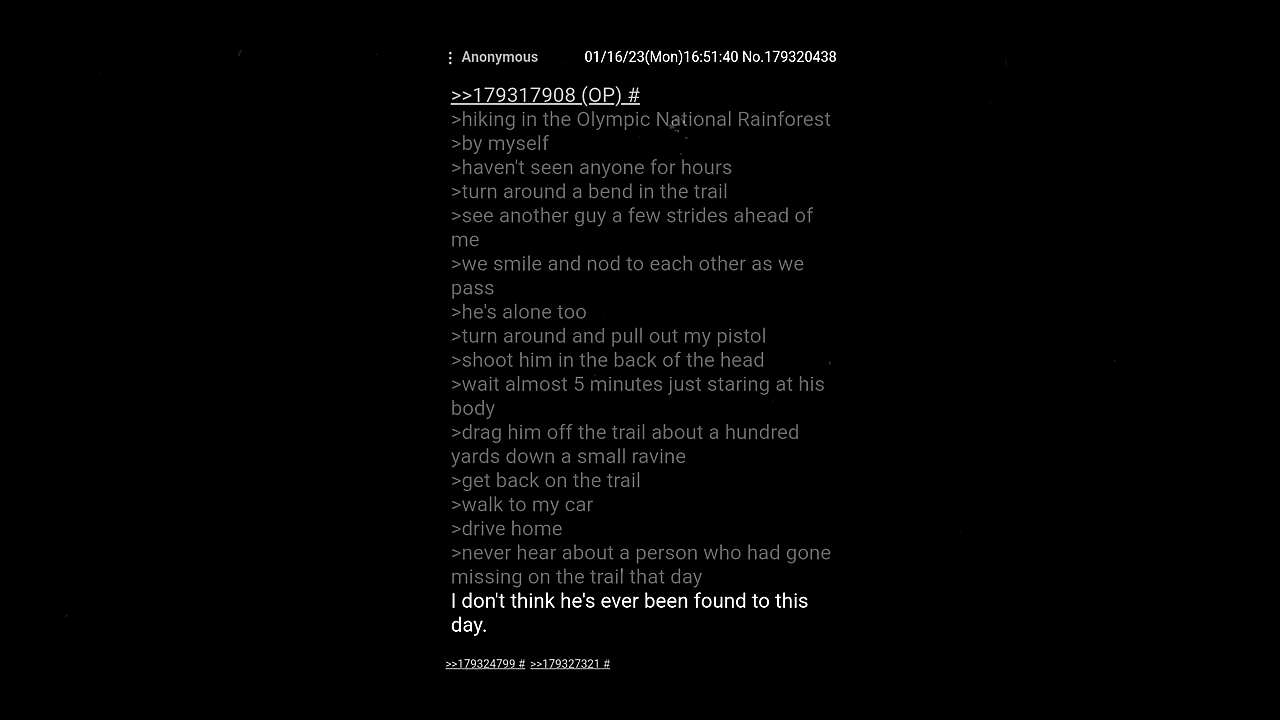 Anonymous 01/16/23(Mon)16:51:40 No.179320438
>>179317908 (OP) #
>hiking in the Olympic National Rainforest
>by myself
>haven't seen anyone for hours
>turn around a bend in the trail
>see another guy a few strides ahead of
me
>we smile and nod to each other as we
pass
>he's alone too
>turn around and pull out my pistol
>shoot him in the back of the head
>wait almost 5 minutes just staring at his
body
>drag him off the trail about a hundred
yards down a small ravine
>get back on the trail
>walk to my car
>drive home
>never hear about a person who had gone
missing on the trail that day
I don't think he's ever been found to this
day.
>>179324799 # >>179327321 #